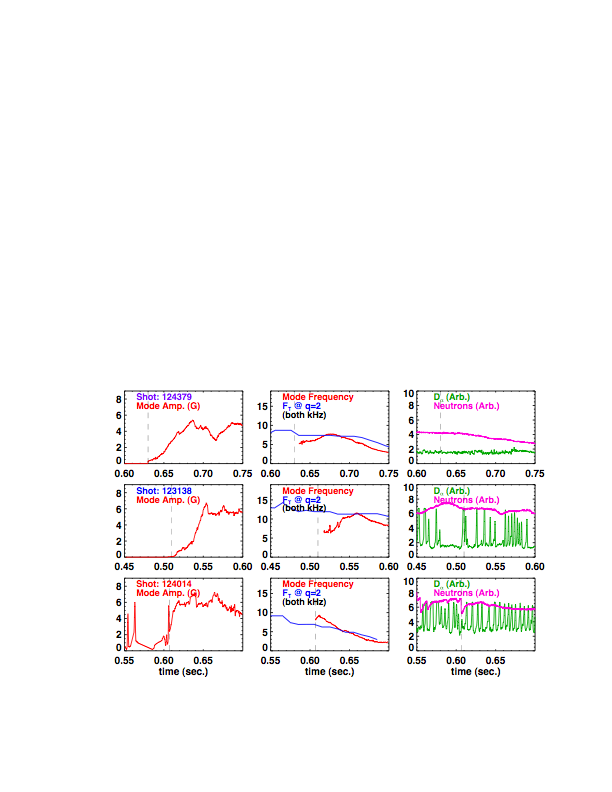 Shot: 124379
Mode Amp. (G)
8
6
4
2
0
0.60 0.65 0.70 0.75
Mode Frequency
F_T @ q=2
(both kHz)
15
10
5
0
0.60 0.65 0.70 0.75
D_α (Arb.)
Neutrons (Arb.)
10
8
6
4
2
0
0.60 0.65 0.70 0.75
Shot: 123138
Mode Amp. (G)
8
6
4
2
0
0.45 0.50 0.55 0.60
Mode Frequency
F_T @ q=2
(both kHz)
15
10
5
0
0.45 0.50 0.55 0.60
D_α (Arb.)
Neutrons (Arb.)
10
8
6
4
2
0
0.45 0.50 0.55 0.60
Shot: 124014
Mode Amp. (G)
8
6
4
2
0
0.55 0.60 0.65
time (sec.)
Mode Frequency
F_T @ q=2
(both kHz)
15
10
5
0
0.55 0.60 0.65
time (sec.)
D_α (Arb.)
Neutrons (Arb.)
10
8
6
4
2
0
0.55 0.60 0.65
time (sec.)